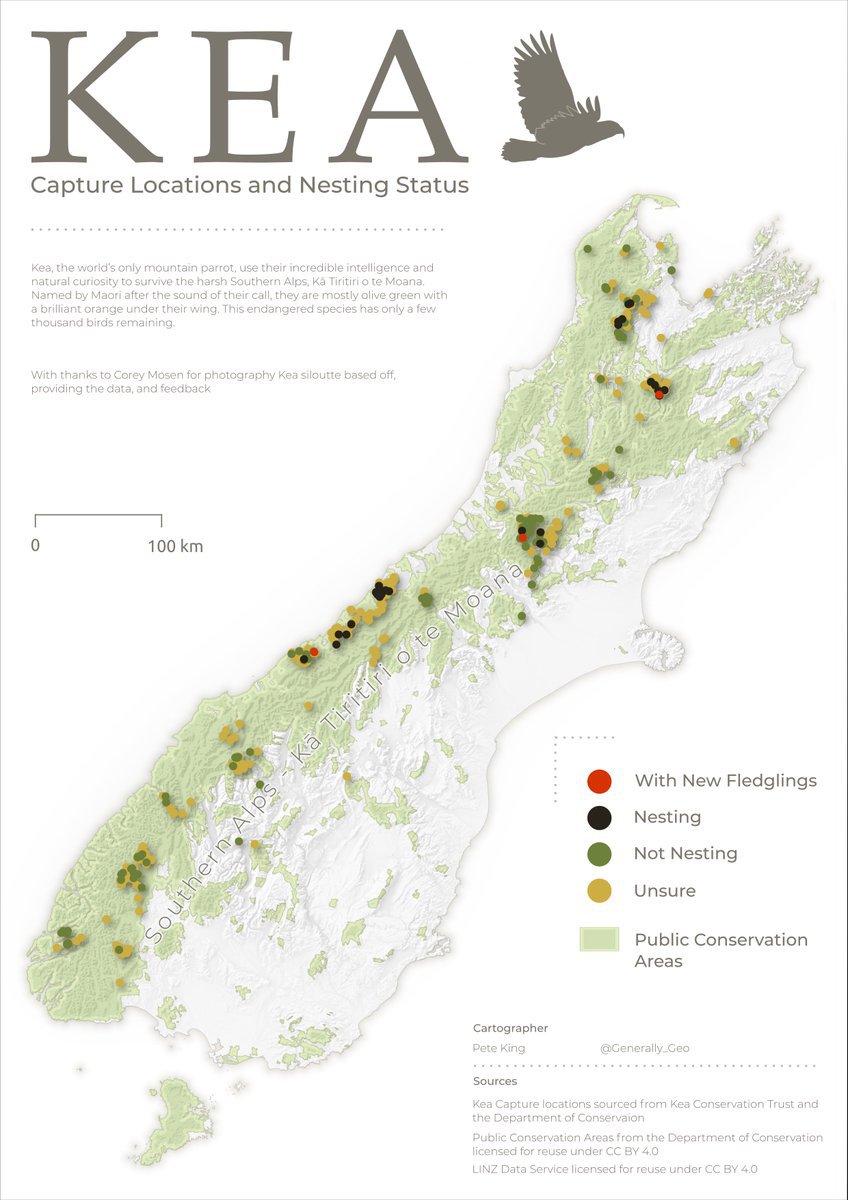 KEA
Capture Locations and Nesting Status
Kea, the world's only mountain parrot, use their incredible intelligence and
natural curiosity to survive the harsh Southern Alps, Kā Tiritiri o te Moana.
Named by Maori after the sound of their call, they are mostly olive green with
a brilliant orange under their wing. This endangered species has only a few
thousand birds remaining.
With thanks to Corey Mosen for photography Kea siloutte based off,
providing the data, and feedback
0 100 km
Southern Alps - Kā Tiritiri o te Moana
With New Fledglings
Nesting
Not Nesting
Unsure
Public Conservation
Areas
Cartographer
Pete King @Generally_Geo
Sources
Kea Capture locations sourced from Kea Conservation Trust and
the Department of Conservaion
Public Conservation Areas from the Department of Conservation
licensed for reuse under CC BY 4.0
LINZ Data Service licensed for reuse under CC BY 4.0